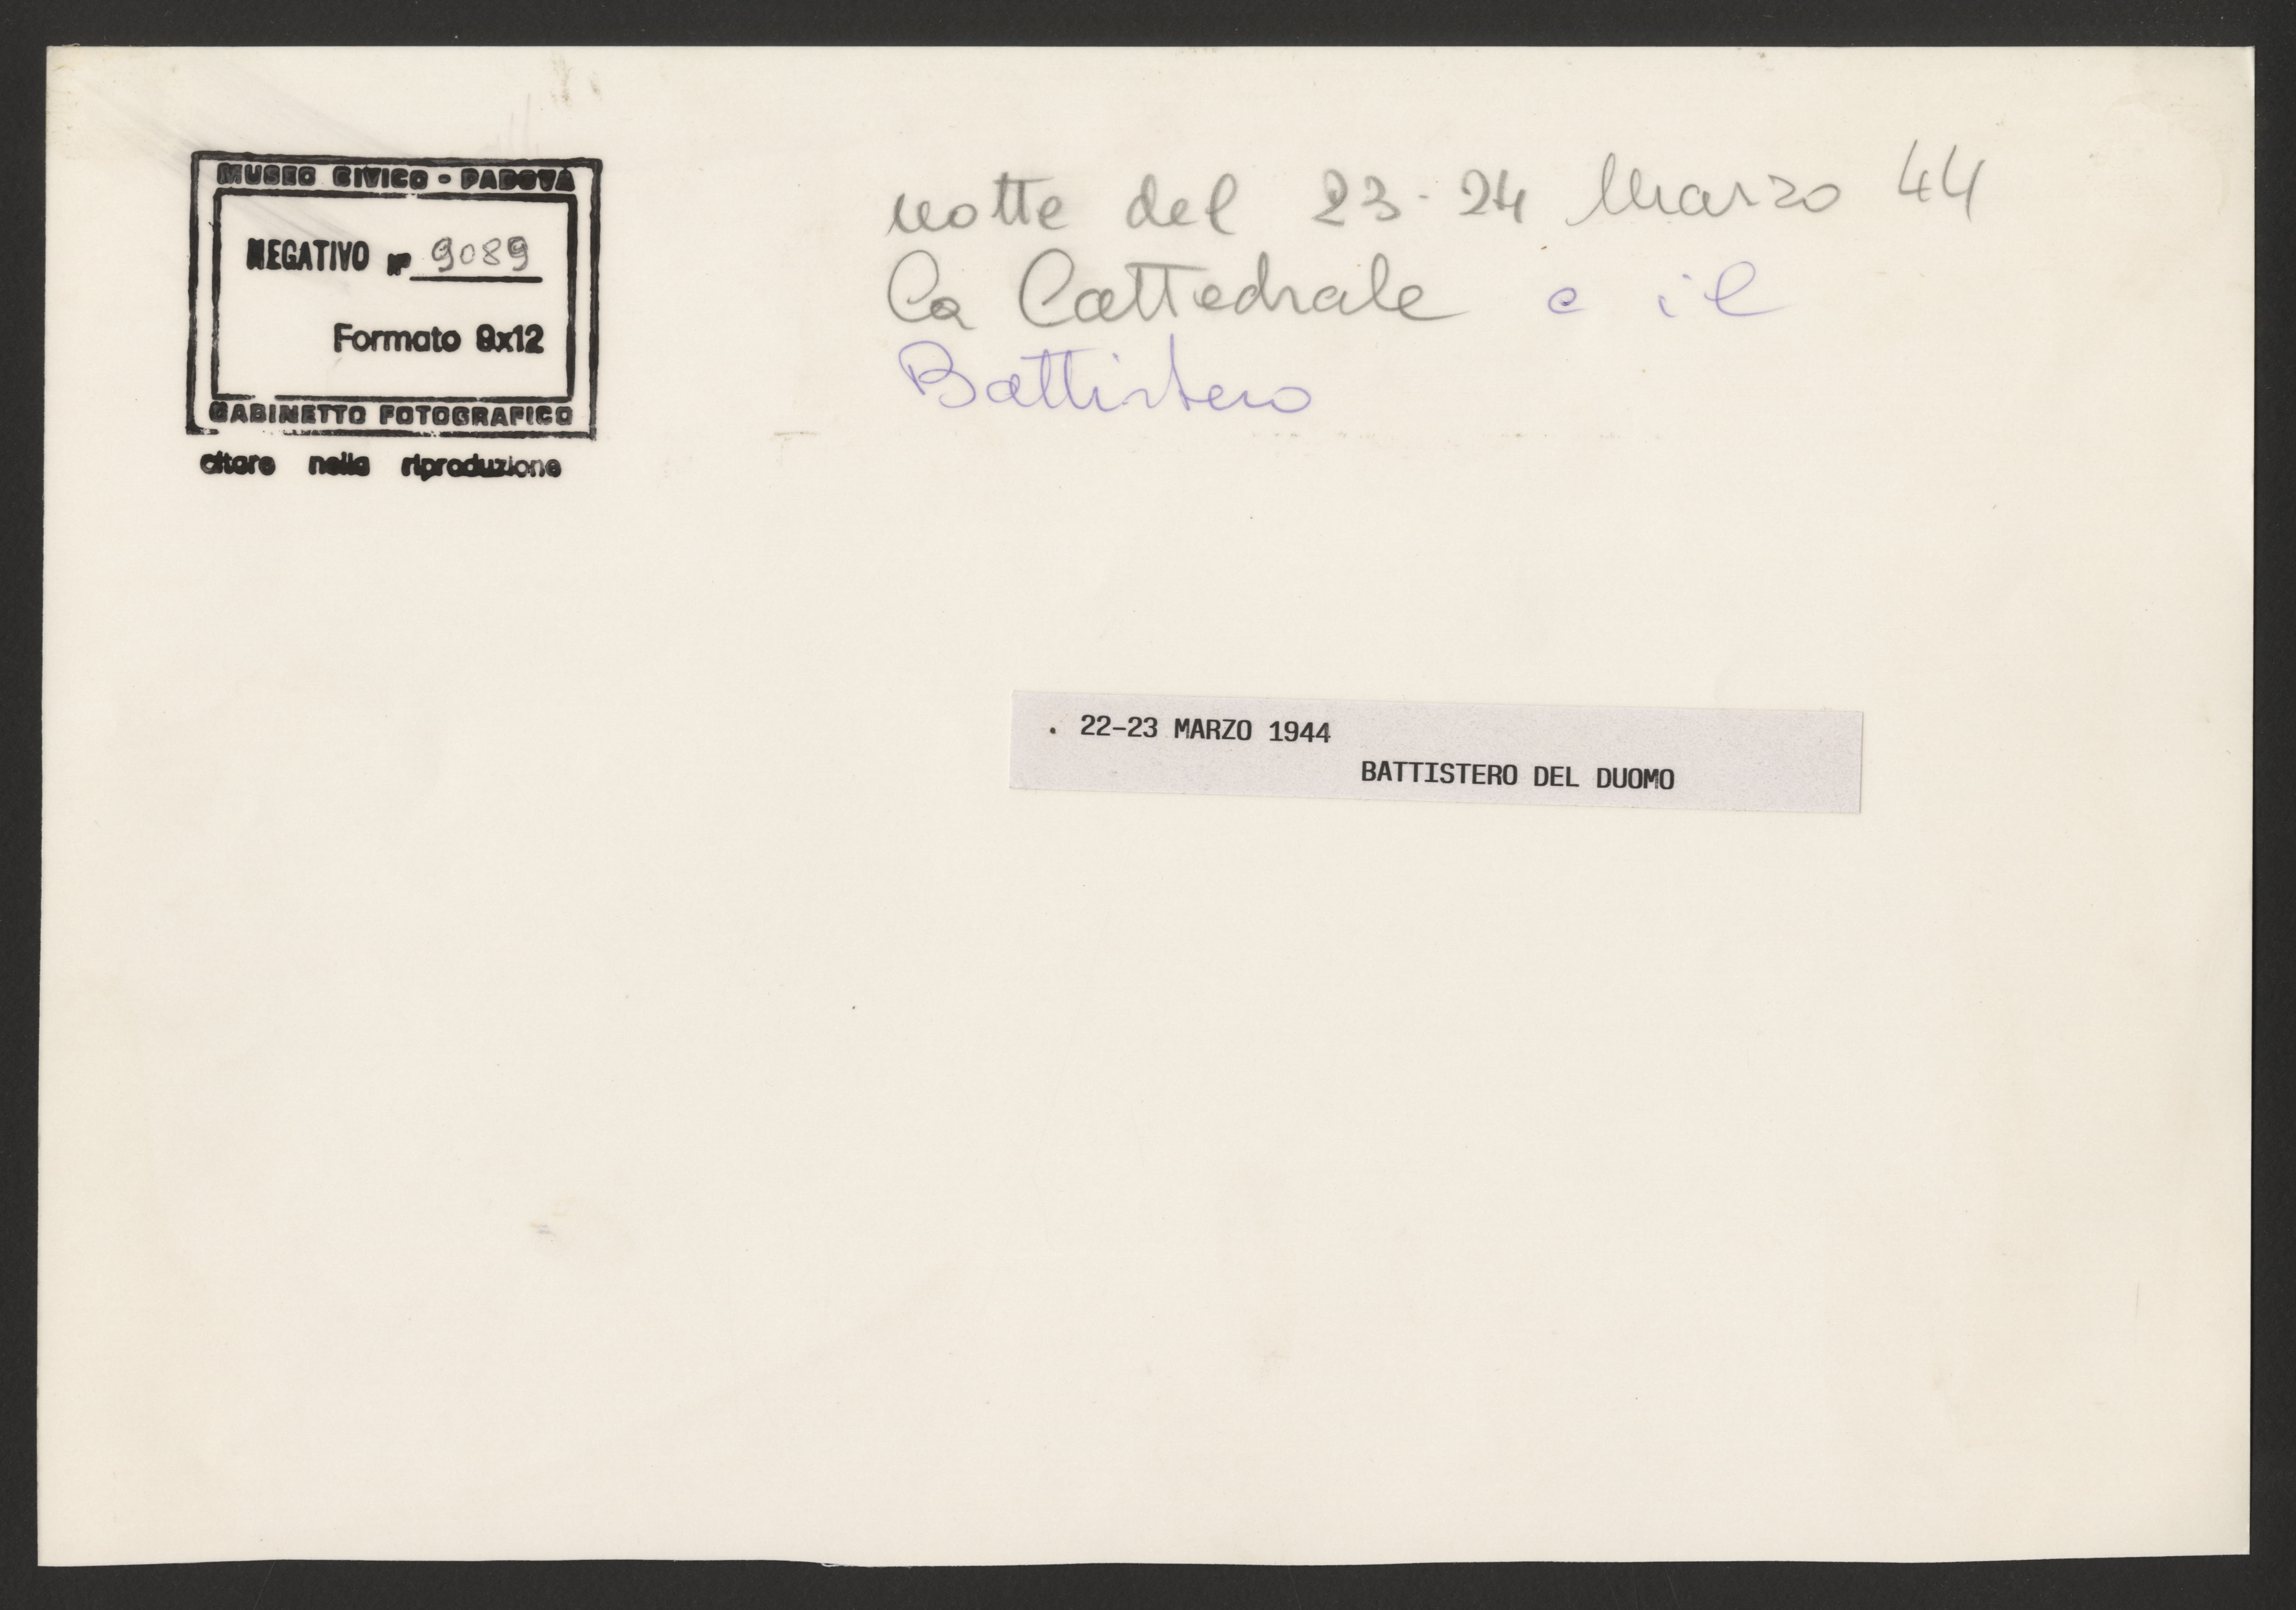 MUSEO CIVICO - PADOVA
NEGATIVO N° 9089
Formato 9x12
GABINETTO FOTOGRAFICO
citare nella riproduzione
notte del 23-24 Marzo 44
La Cattedrale e il
Battistero
. 22-23 MARZO 1944
BATTISTERO DEL DUOMO